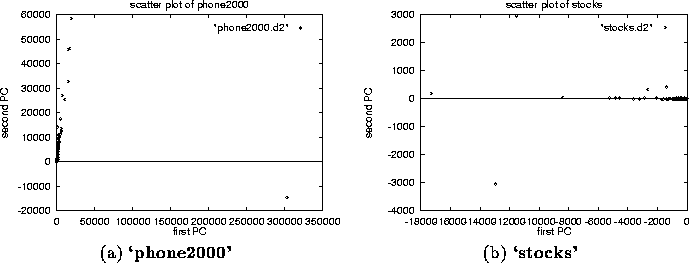 scatter plot of phone2000
60000
50000
40000
30000
20000
10000
0
-10000
-20000
second PC
"phone2000.d2"
0 50000 100000 150000 200000 250000 300000 350000
first PC
(a) ‘phone2000’
scatter plot of stocks
3000
2000
1000
0
-1000
-2000
-3000
-4000
second PC
"stocks.d2"
-18000 -16000 -14000 -12000 -10000 -8000 -6000 -4000 -2000 0
first PC
(b) ‘stocks’